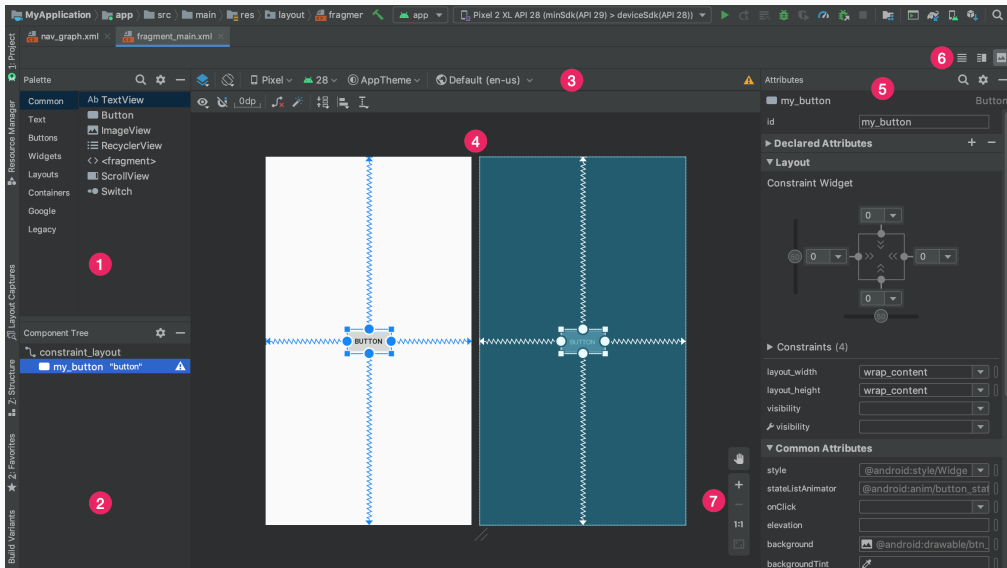 MyApplication app src main res layout fragmer app Pixel 2 XL API 28 (minSdk(API 29) > deviceSdk(API 28))
nav_graph.xml × fragment_main.xml ×
1: Project
Resource Manager
Layout Captures
Z: Structure
2: Favorites
Build Variants
Palette
Common
Text
Buttons
Widgets
Layouts
Containers
Google
Legacy
Ab TextView
Button
ImageView
RecyclerView
<> <fragment>
ScrollView
Switch
1
Component Tree
constraint_layout
my_button "button"
2
Pixel 28 AppTheme Default (en-us)
3
0dp
4
BUTTON
BUTTON
7
1:1
6
Attributes
5
my_button Button
id my_button
Declared Attributes + −
Layout
Constraint Widget
0
50 0 0
0
50
Constraints (4)
layout_width wrap_content
layout_height wrap_content
visibility
visibility
Common Attributes
style @android:style/Widge
stateListAnimator @android:anim/button_stat
onClick
elevation
background @android:drawable/btn_
backgroundTint